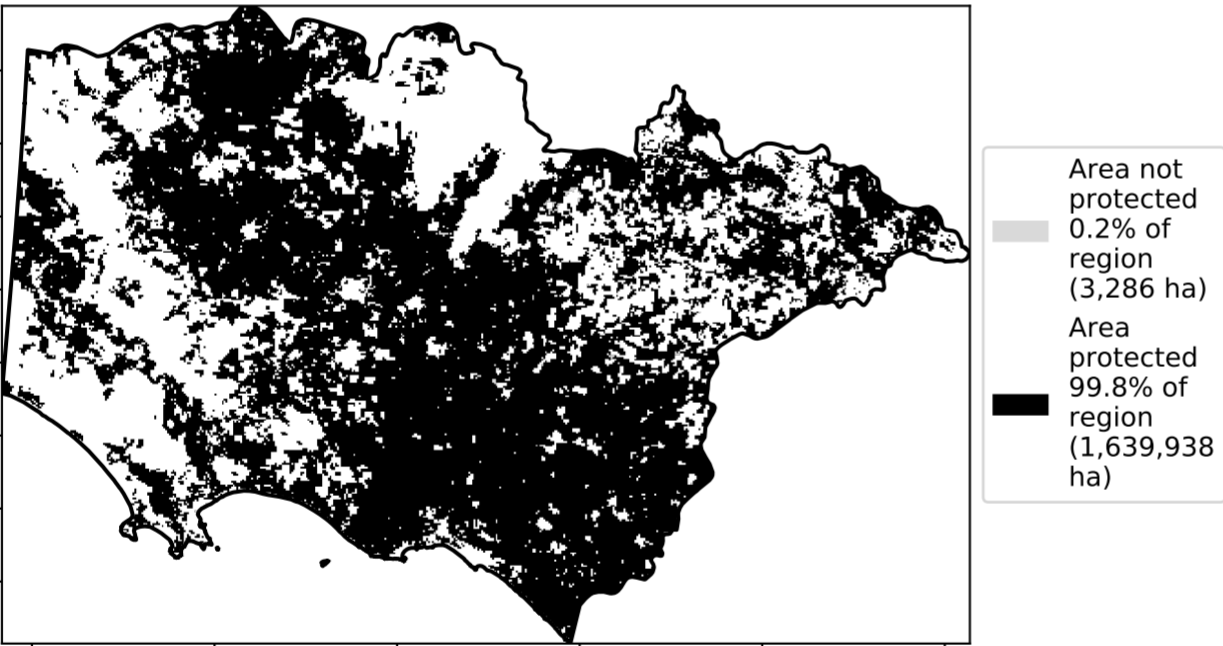 Area not
protected
0.2% of
region
(3,286 ha)
Area
protected
99.8% of
region
(1,639,938
ha)